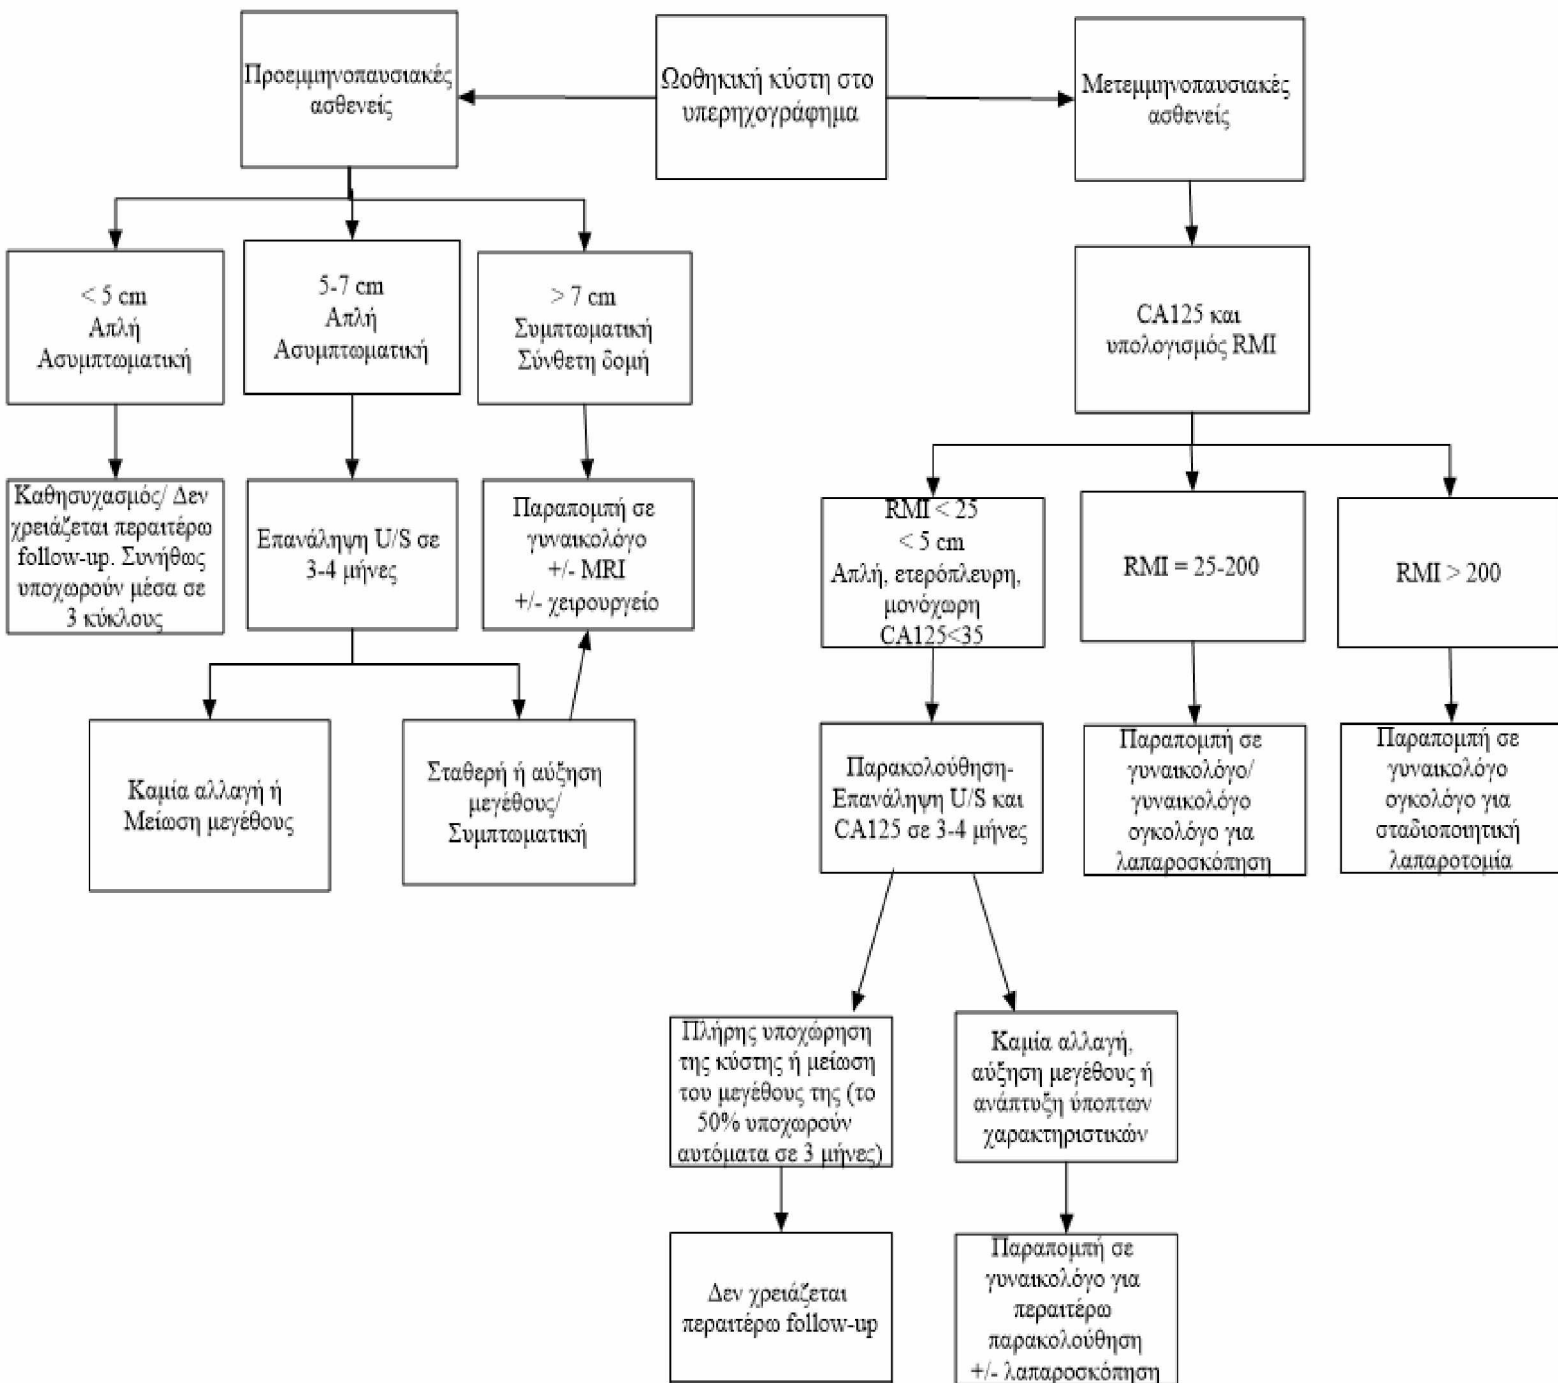 Προεμμηνοπαυσιακές
ασθενείς
Ωοθηκική κύστη στο
υπερηχογράφημα
Μετεμμηνοπαυσιακές
ασθενείς
< 5 cm
Απλή
Ασυμπτωματική
5-7 cm
Απλή
Ασυμπτωματική
> 7 cm
Συμπτωματική
Σύνθετη δομή
CA125 και
υπολογισμός RMI
Καθησυχασμός/ Δεν
χρειάζεται περαιτέρω
follow-up. Συνήθως
υποχωρούν μέσα σε
3 κύκλους
Επανάληψη U/S σε
3-4 μήνες
Παραπομπή σε
γυναικολόγο
+/- MRI
+/- χειρουργείο
RMI < 25
< 5 cm
Απλή, ετερόπλευρη,
μονόχωρη
CA125<35
RMI = 25-200
RMI > 200
Καμία αλλαγή ή
Μείωση μεγέθους
Σταθερή ή αύξηση
μεγέθους/
Συμπτωματική
Παρακολούθηση-
Επανάληψη U/S και
CA125 σε 3-4 μήνες
Παραπομπή σε
γυναικολόγο/
γυναικολόγο
ογκολόγο για
λαπαροσκόπηση
Παραπομπή σε
γυναικολόγο
ογκολόγο για
σταδιοποιητική
λαπαροτομία
Πλήρης υποχώρηση
της κύστης ή μείωση
του μεγέθους της (το
50% υποχωρούν
αυτόματα σε 3 μήνες)
Καμία αλλαγή,
αύξηση μεγέθους ή
ανάπτυξη ύποπτων
χαρακτηριστικών
Δεν χρειάζεται
περαιτέρω follow-up
Παραπομπή σε
γυναικολόγο για
περαιτέρω
παρακολούθηση
+/- λαπαροσκόπηση